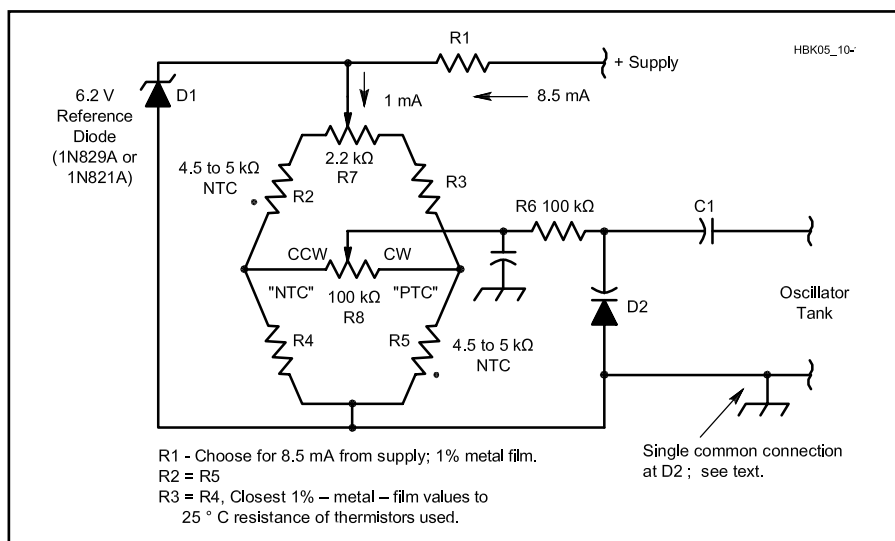 HBK05_10-
R1
+ Supply
8.5 mA
1 mA
6.2 V
Reference
Diode
(1N829A or
1N821A)
D1
2.2 kΩ
R7
4.5 to 5 kΩ
NTC
R2
R3
R6 100 kΩ
C1
CCW
CW
"NTC"
"PTC"
100 kΩ
R8
D2
Oscillator
Tank
R4
R5
4.5 to 5 kΩ
NTC
R1 - Choose for 8.5 mA from supply; 1% metal film.
R2 = R5
R3 = R4, Closest 1% – metal – film values to
25 ° C resistance of thermistors used.
Single common connection
at D2 ; see text.